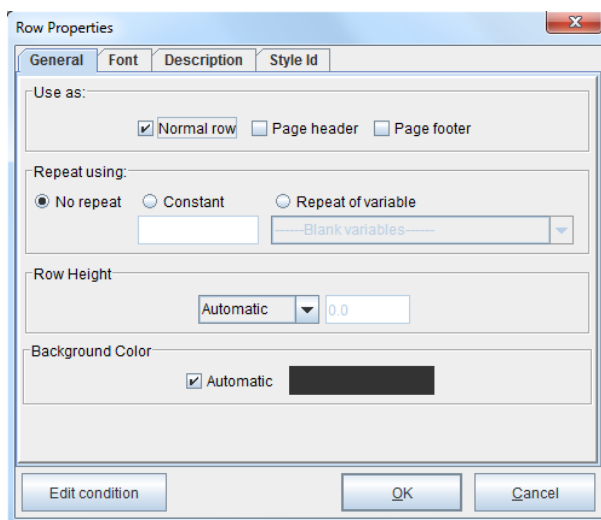 Row Properties
General Font Description Style Id
Use as:
Normal row Page header Page footer
Repeat using:
No repeat Constant Repeat of variable
-------Blank variables-------
Row Height
Automatic 0.0
Background Color
Automatic
Edit condition OK Cancel